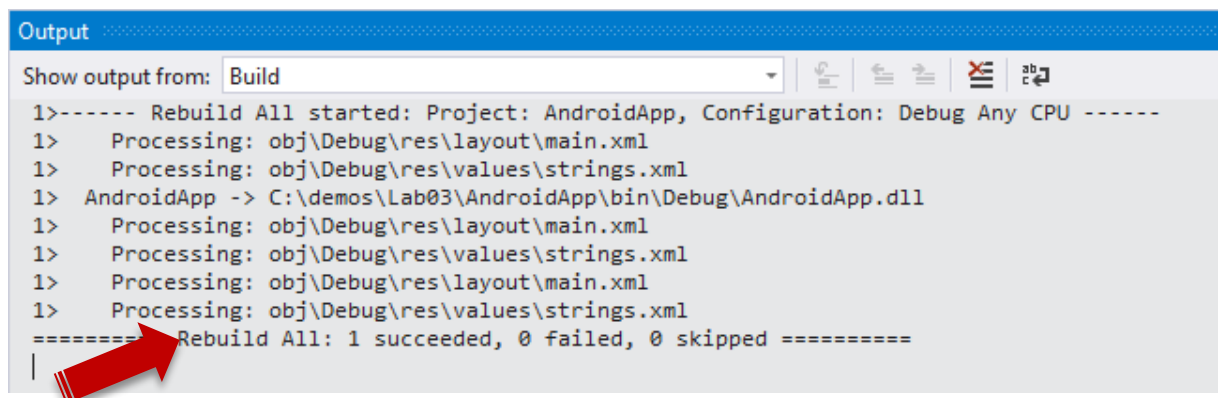 Output
Show output from: Build
1>------ Rebuild All started: Project: AndroidApp, Configuration: Debug Any CPU ------
1>    Processing: obj\Debug\res\layout\main.xml
1>    Processing: obj\Debug\res\values\strings.xml
1>  AndroidApp -> C:\demos\Lab03\AndroidApp\bin\Debug\AndroidApp.dll
1>    Processing: obj\Debug\res\layout\main.xml
1>    Processing: obj\Debug\res\values\strings.xml
1>    Processing: obj\Debug\res\layout\main.xml
1>    Processing: obj\Debug\res\values\strings.xml
========== Rebuild All: 1 succeeded, 0 failed, 0 skipped ==========